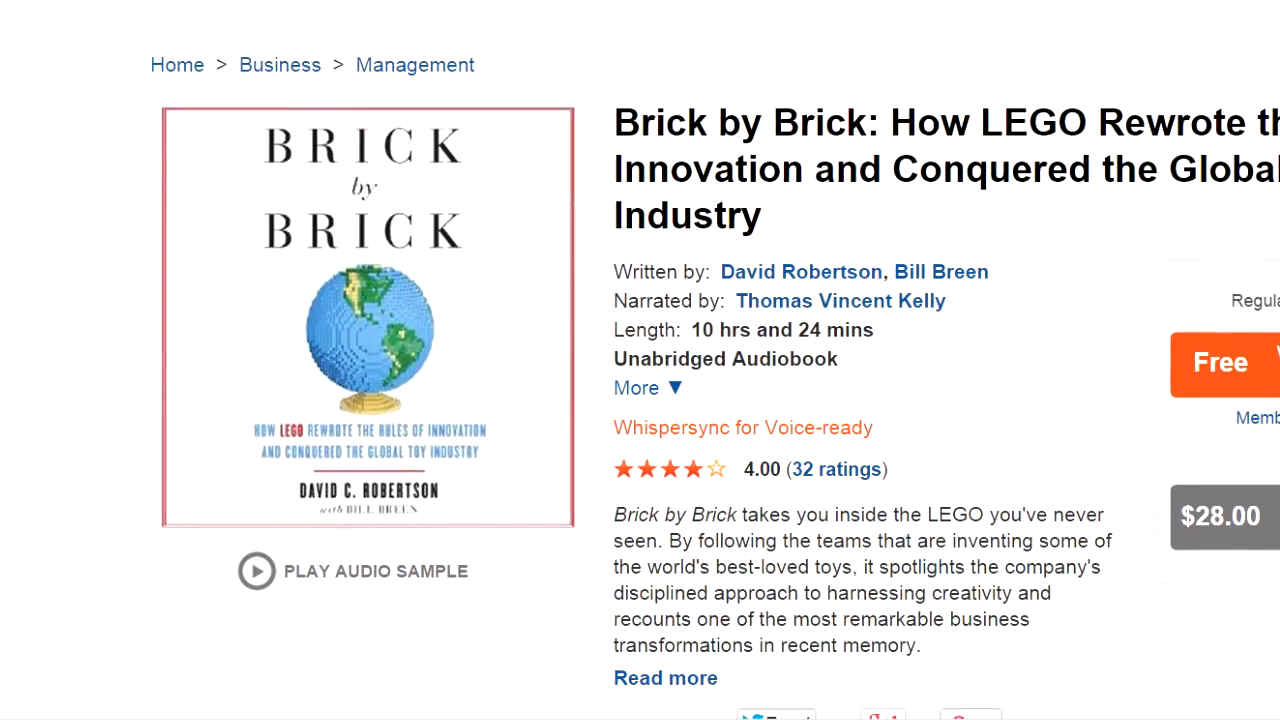 Home > Business > Management
BRICK
by
BRICK
HOW LEGO REWROTE THE RULES OF INNOVATION
AND CONQUERED THE GLOBAL TOY INDUSTRY
DAVID C. ROBERTSON
with BILL BREEN
PLAY AUDIO SAMPLE
Brick by Brick: How LEGO Rewrote th
Innovation and Conquered the Global
Industry
Written by: David Robertson, Bill Breen
Narrated by: Thomas Vincent Kelly
Length: 10 hrs and 24 mins
Unabridged Audiobook
More ▼
Whispersync for Voice-ready
4.00 (32 ratings)
Brick by Brick takes you inside the LEGO you've never
seen. By following the teams that are inventing some of
the world's best-loved toys, it spotlights the company's
disciplined approach to harnessing creativity and
recounts one of the most remarkable business
transformations in recent memory.
Read more
Regula
Free
Memb
$28.00